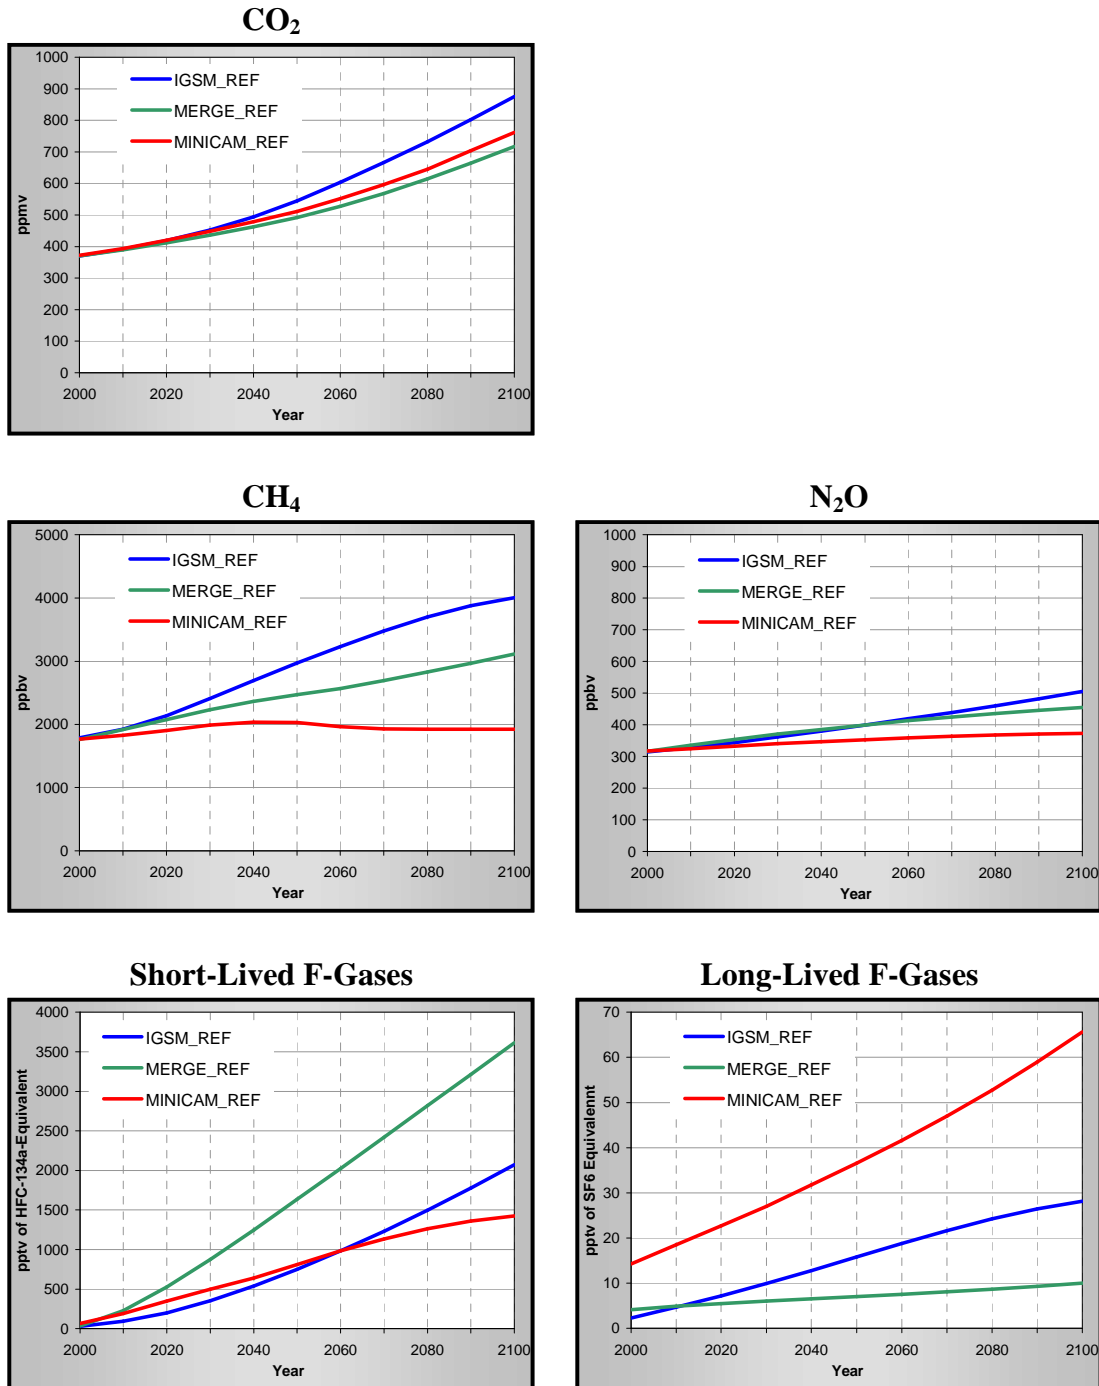 CO₂
1000
900
800
700
600
500
400
300
200
100
0
ppmv
IGSM_REF
MERGE_REF
MINICAM_REF
2000 2020 2040 2060 2080 2100
Year
CH₄
5000
4000
3000
2000
1000
0
ppbv
IGSM_REF
MERGE_REF
MINICAM_REF
2000 2020 2040 2060 2080 2100
Year
N₂O
1000
900
800
700
600
500
400
300
200
100
0
ppbv
IGSM_REF
MERGE_REF
MINICAM_REF
2000 2020 2040 2060 2080 2100
Year
Short-Lived F-Gases
4000
3500
3000
2500
2000
1500
1000
500
0
pptv of HFC-134a-Equivalent
IGSM_REF
MERGE_REF
MINICAM_REF
2000 2020 2040 2060 2080 2100
Year
Long-Lived F-Gases
70
60
50
40
30
20
10
0
pptv of SF6 Equivalennt
IGSM_REF
MERGE_REF
MINICAM_REF
2000 2020 2040 2060 2080 2100
Year